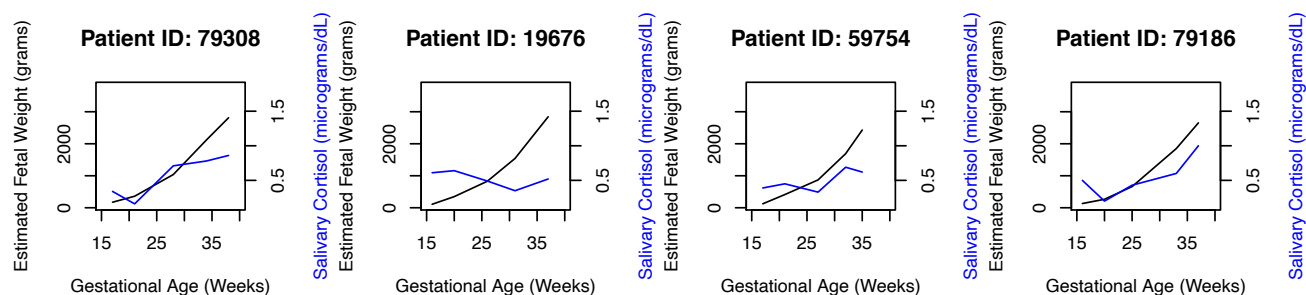 Patient ID: 79308
Estimated Fetal Weight (grams)
0 2000
15 25 35
Gestational Age (Weeks)
0.5 1.5
Salivary Cortisol (micrograms/dL)
Patient ID: 19676
Estimated Fetal Weight (grams)
0 2000
15 25 35
Gestational Age (Weeks)
0.5 1.5
Salivary Cortisol (micrograms/dL)
Patient ID: 59754
Estimated Fetal Weight (grams)
0 2000
15 25 35
Gestational Age (Weeks)
0.5 1.5
Salivary Cortisol (micrograms/dL)
Patient ID: 79186
Estimated Fetal Weight (grams)
0 2000
15 25 35
Gestational Age (Weeks)
0.5 1.5
Salivary Cortisol (micrograms/dL)